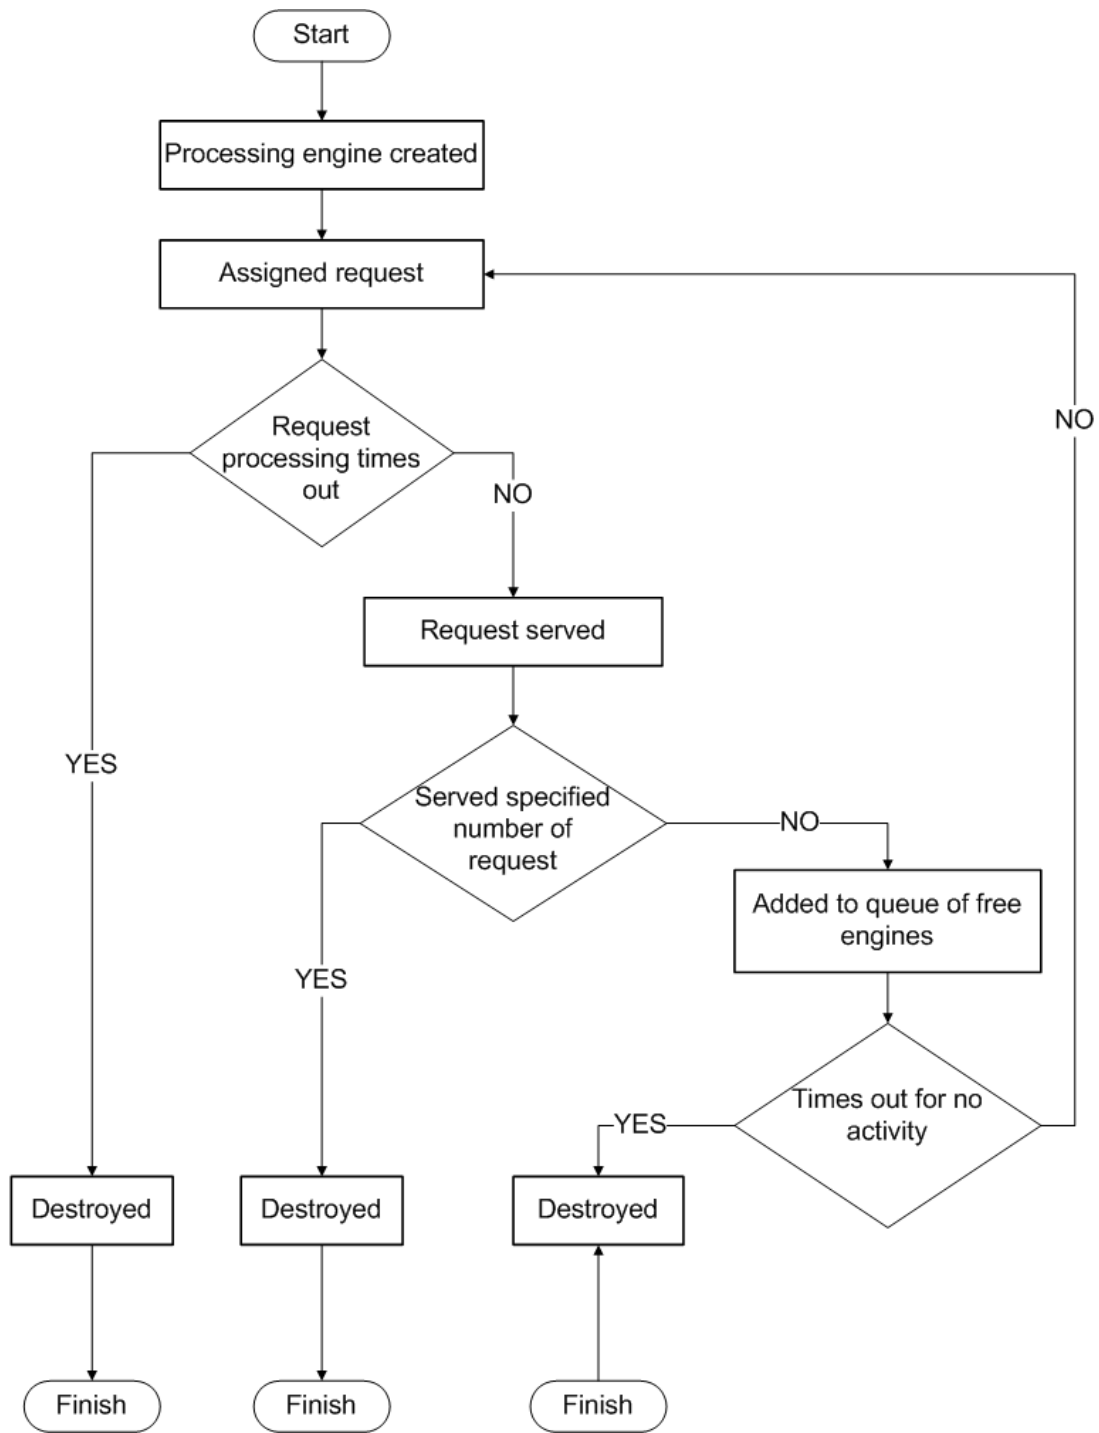 Start
Processing engine created
Assigned request
Request
processing times
out
NO
NO
Request served
YES
Served specified
number of
request
NO
Added to queue of free
engines
YES
Times out for no
activity
YES
Destroyed
Destroyed
Destroyed
Finish
Finish
Finish